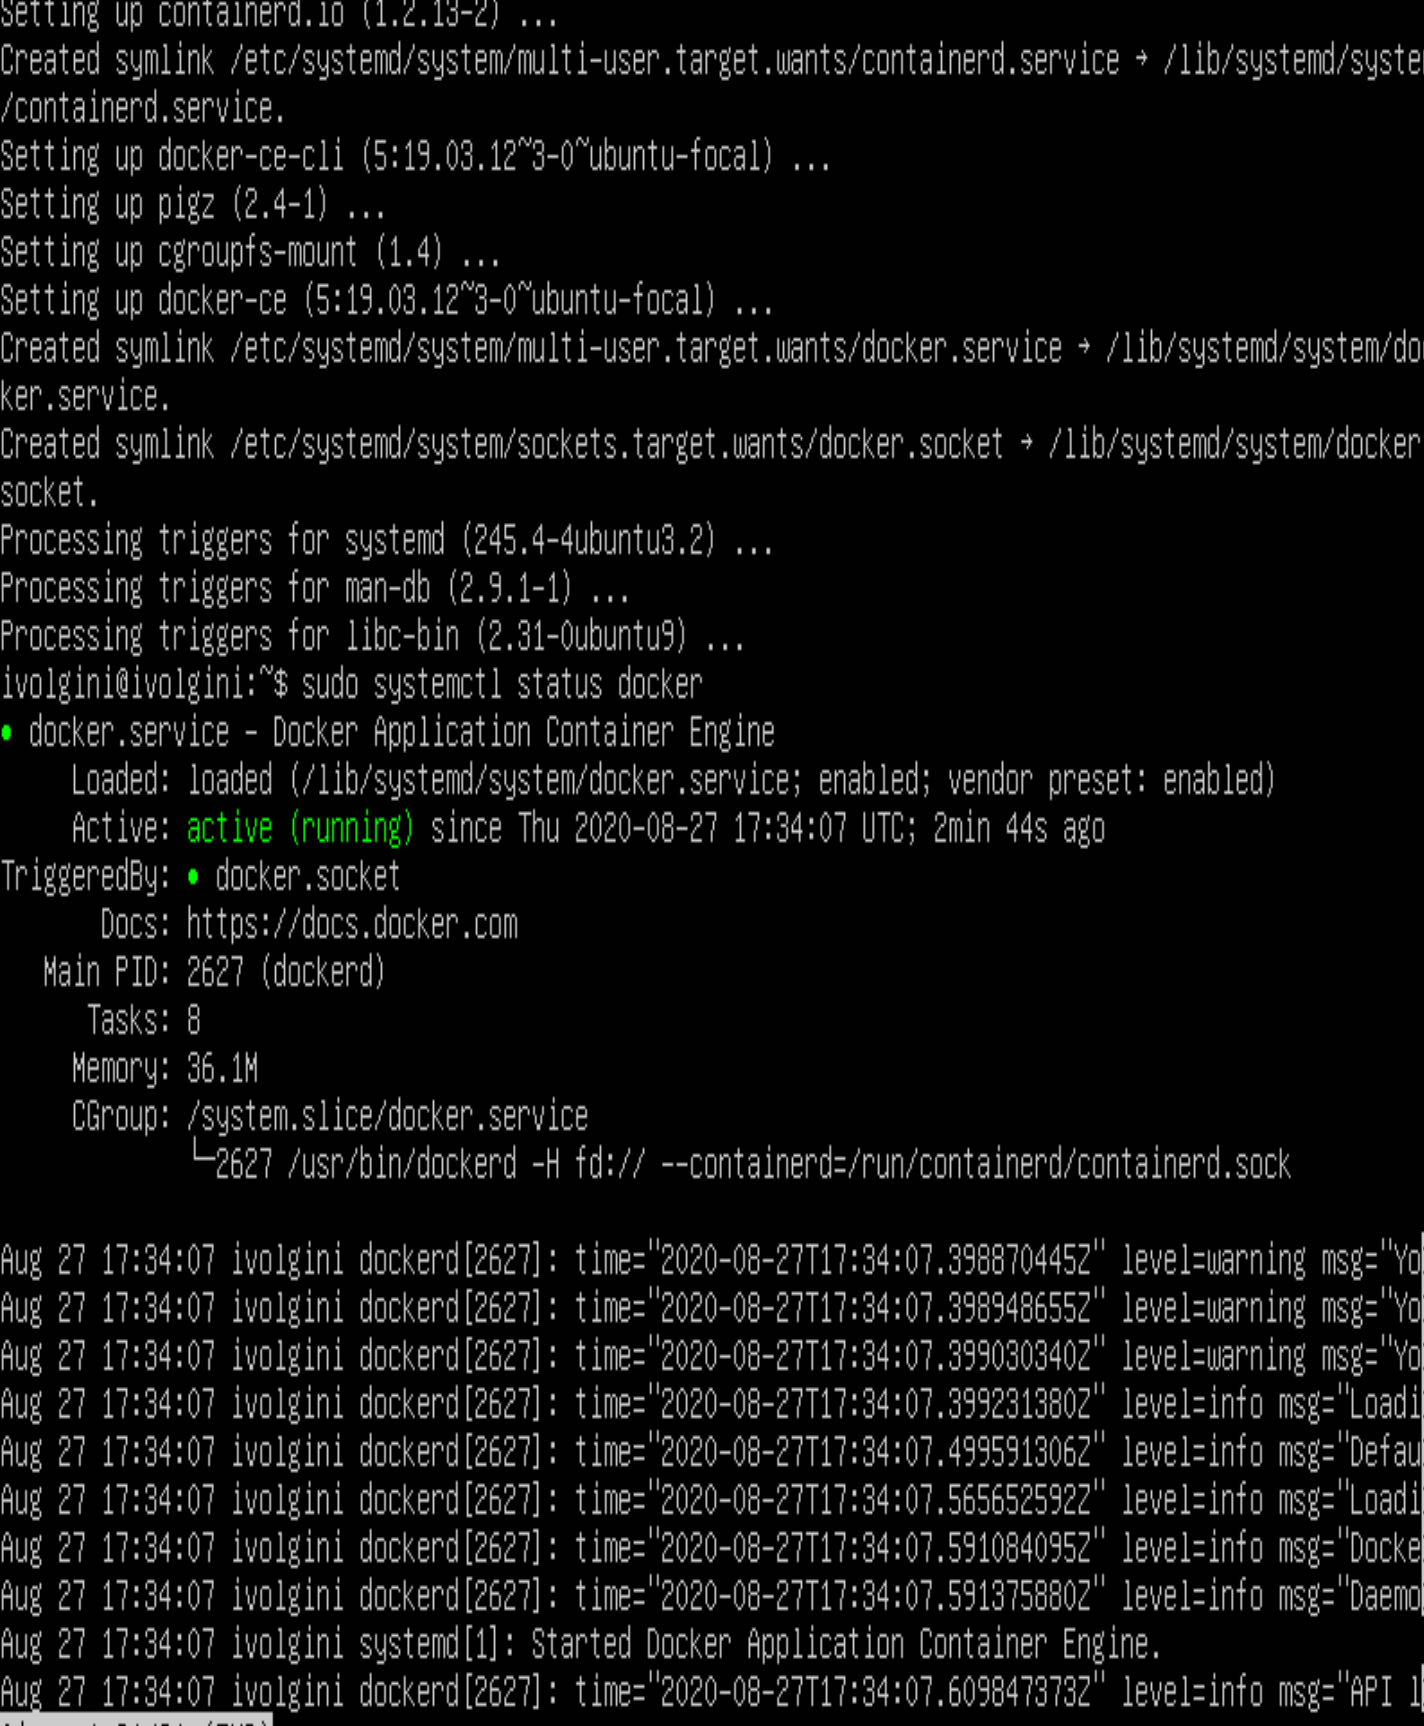 Setting up containerd.io (1.2.13-2) ...
Created symlink /etc/systemd/system/multi-user.target.wants/containerd.service → /lib/systemd/syste
/containerd.service.
Setting up docker-ce-cli (5:19.03.12~3-0~ubuntu-focal) ...
Setting up pigz (2.4-1) ...
Setting up cgroupfs-mount (1.4) ...
Setting up docker-ce (5:19.03.12~3-0~ubuntu-focal) ...
Created symlink /etc/systemd/system/multi-user.target.wants/docker.service → /lib/systemd/system/do
ker.service.
Created symlink /etc/systemd/system/sockets.target.wants/docker.socket → /lib/systemd/system/docker
socket.
Processing triggers for systemd (245.4-4ubuntu3.2) ...
Processing triggers for man-db (2.9.1-1) ...
Processing triggers for libc-bin (2.31-0ubuntu9) ...
ivolgini@ivolgini:~$ sudo systemctl status docker
● docker.service - Docker Application Container Engine
Loaded: loaded (/lib/systemd/system/docker.service; enabled; vendor preset: enabled)
Active: active (running) since Thu 2020-08-27 17:34:07 UTC; 2min 44s ago
TriggeredBy: ● docker.socket
Docs: https://docs.docker.com
Main PID: 2627 (dockerd)
Tasks: 8
Memory: 36.1M
CGroup: /system.slice/docker.service
└─2627 /usr/bin/dockerd -H fd:// --containerd=/run/containerd/containerd.sock
Aug 27 17:34:07 ivolgini dockerd[2627]: time="2020-08-27T17:34:07.398870445Z" level=warning msg="Yo
Aug 27 17:34:07 ivolgini dockerd[2627]: time="2020-08-27T17:34:07.398948655Z" level=warning msg="Yo
Aug 27 17:34:07 ivolgini dockerd[2627]: time="2020-08-27T17:34:07.399030340Z" level=warning msg="Yo
Aug 27 17:34:07 ivolgini dockerd[2627]: time="2020-08-27T17:34:07.399231380Z" level=info msg="Loadi
Aug 27 17:34:07 ivolgini dockerd[2627]: time="2020-08-27T17:34:07.499591306Z" level=info msg="Defau
Aug 27 17:34:07 ivolgini dockerd[2627]: time="2020-08-27T17:34:07.565652592Z" level=info msg="Loadi
Aug 27 17:34:07 ivolgini dockerd[2627]: time="2020-08-27T17:34:07.591084095Z" level=info msg="Docke
Aug 27 17:34:07 ivolgini dockerd[2627]: time="2020-08-27T17:34:07.591375880Z" level=info msg="Daemo
Aug 27 17:34:07 ivolgini systemd[1]: Started Docker Application Container Engine.
Aug 27 17:34:07 ivolgini dockerd[2627]: time="2020-08-27T17:34:07.609847373Z" level=info msg="API l